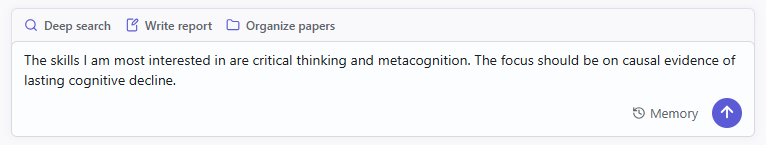 Deep search Write report Organize papers
The skills I am most interested in are critical thinking and metacognition. The focus should be on causal evidence of
lasting cognitive decline.
Memory